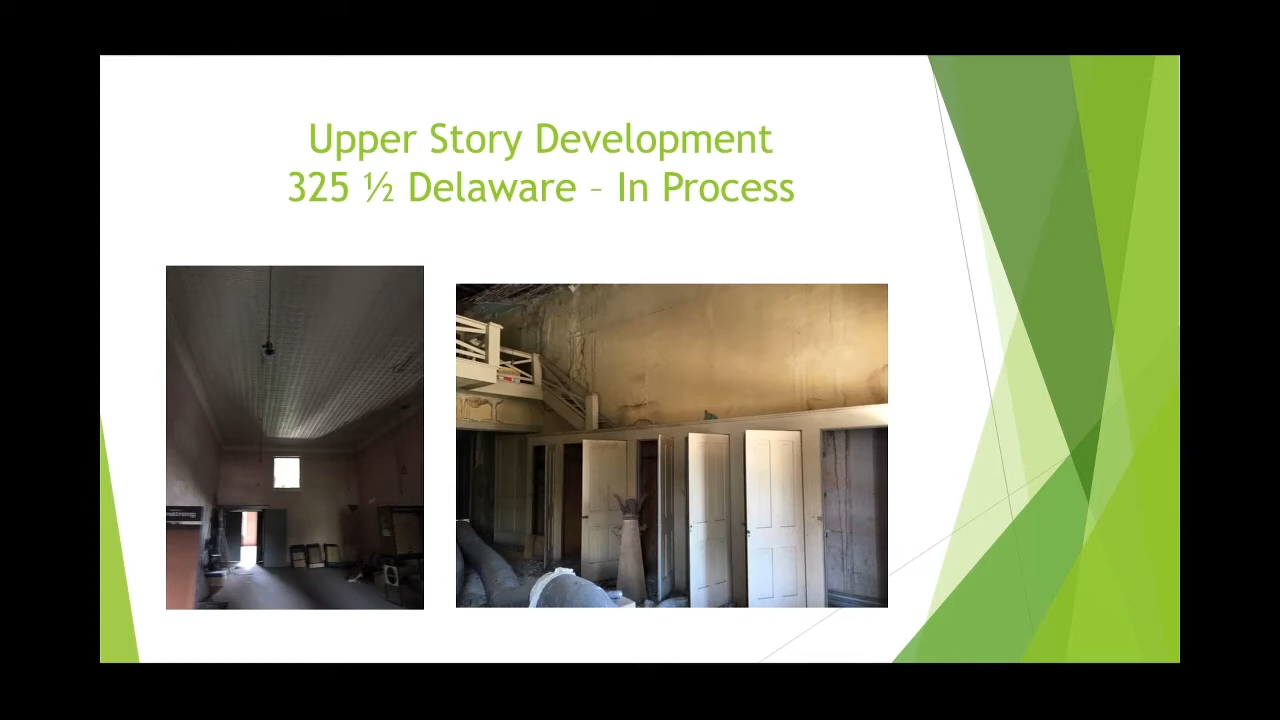 Upper Story Development
325 ½ Delaware – In Process